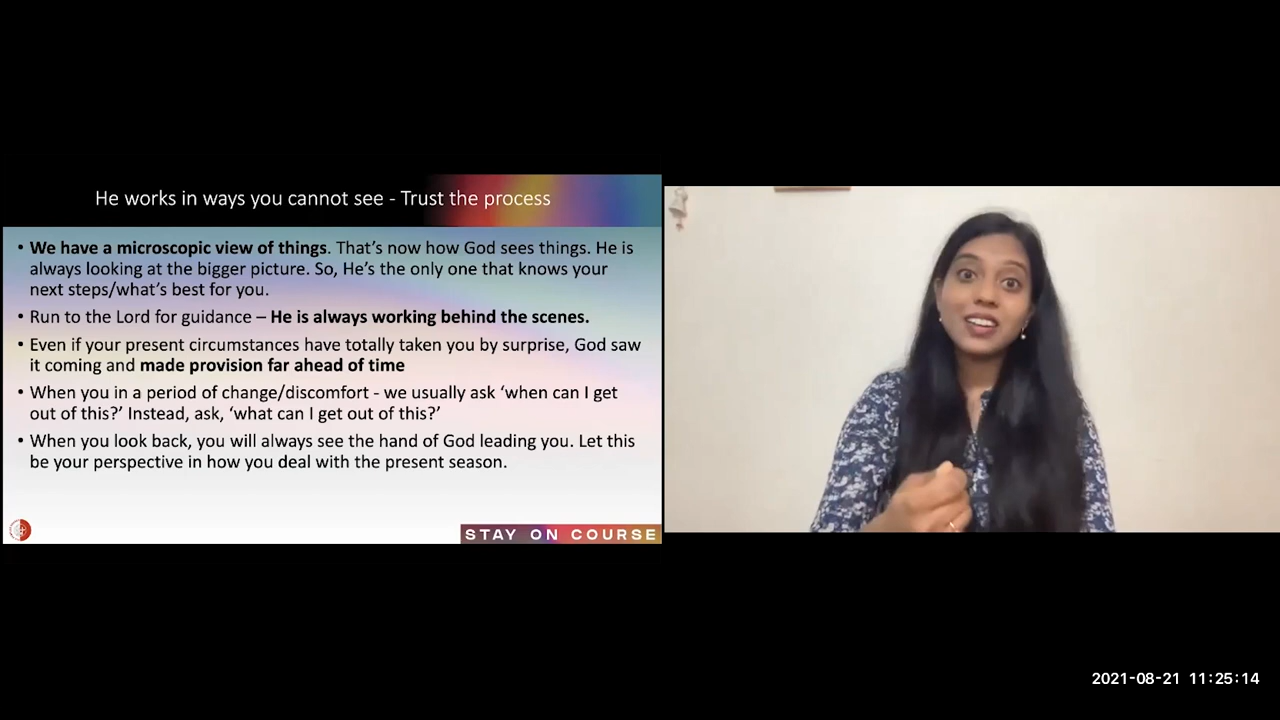 He works in ways you cannot see - Trust the process
• We have a microscopic view of things. That’s now how God sees things. He is
always looking at the bigger picture. So, He’s the only one that knows your
next steps/what’s best for you.
• Run to the Lord for guidance – He is always working behind the scenes.
• Even if your present circumstances have totally taken you by surprise, God saw
it coming and made provision far ahead of time
• When you in a period of change/discomfort - we usually ask ‘when can I get
out of this?’ Instead, ask, ‘what can I get out of this?’
• When you look back, you will always see the hand of God leading you. Let this
be your perspective in how you deal with the present season.
STAY ON COURSE
2021-08-21 11:25:14